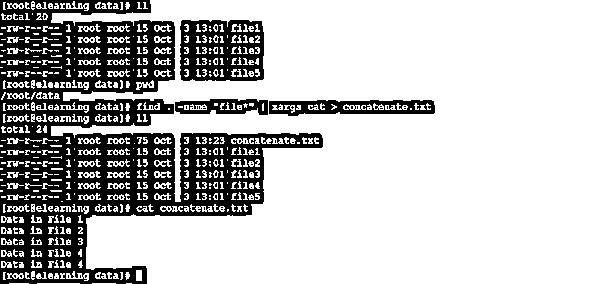 [root@elearning data]# ll
total 20
-rw-r--r-- 1 root root 15 Oct  3 13:01 file1
-rw-r--r-- 1 root root 15 Oct  3 13:01 file2
-rw-r--r-- 1 root root 15 Oct  3 13:01 file3
-rw-r--r-- 1 root root 15 Oct  3 13:01 file4
-rw-r--r-- 1 root root 15 Oct  3 13:01 file5
[root@elearning data]# pwd
/root/data
[root@elearning data]# find . -name "file*" | xargs cat > concatenate.txt
[root@elearning data]# ll
total 24
-rw-r--r-- 1 root root 75 Oct  3 13:23 concatenate.txt
-rw-r--r-- 1 root root 15 Oct  3 13:01 file1
-rw-r--r-- 1 root root 15 Oct  3 13:01 file2
-rw-r--r-- 1 root root 15 Oct  3 13:01 file3
-rw-r--r-- 1 root root 15 Oct  3 13:01 file4
-rw-r--r-- 1 root root 15 Oct  3 13:01 file5
[root@elearning data]# cat concatenate.txt
Data in File 1
Data in File 2
Data in File 3
Data in File 4
Data in File 4
[root@elearning data]#